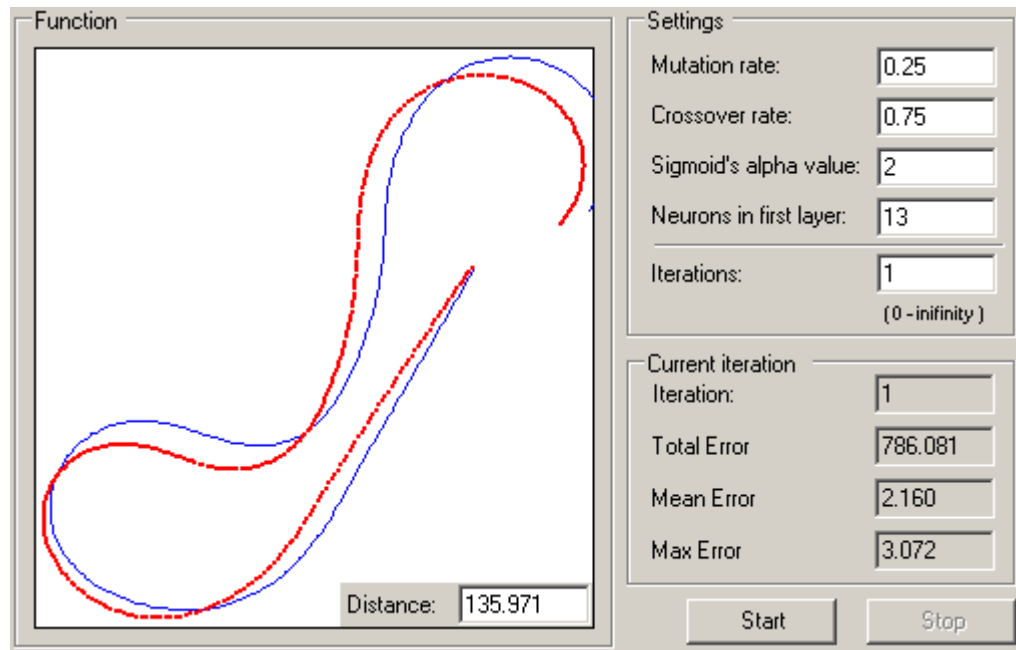 Function
Distance: 135.971
Settings
Mutation rate: 0.25
Crossover rate: 0.75
Sigmoid's alpha value: 2
Neurons in first layer: 13
Iterations: 1
( 0 - inifinity )
Current iteration
Iteration: 1
Total Error 786.081
Mean Error 2.160
Max Error 3.072
Start Stop